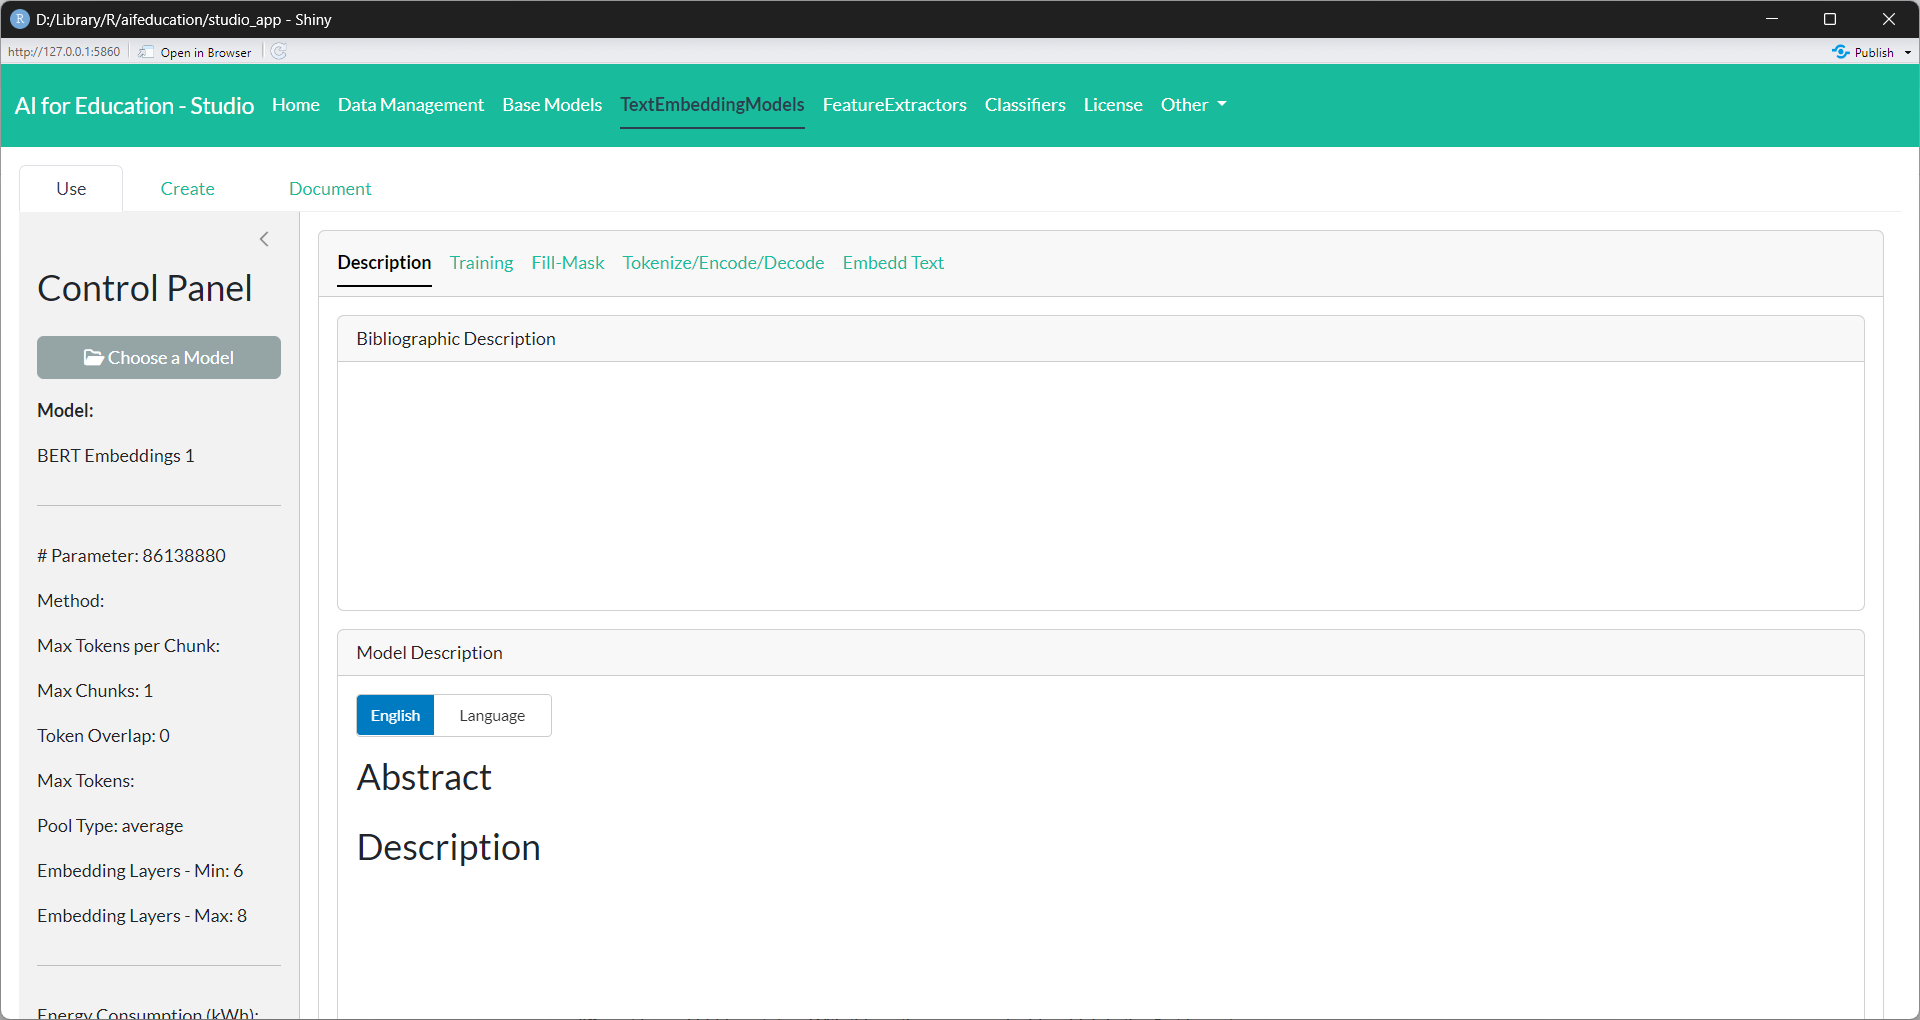 D:/Library/R/aifeducation/studio_app - Shiny
http://127.0.0.1:5860 Open in Browser Publish
AI for Education - Studio Home Data Management Base Models TextEmbeddingModels FeatureExtractors Classifiers License Other
Use Create Document
Control Panel
Choose a Model
Model:
BERT Embeddings 1
# Parameter: 86138880
Method:
Max Tokens per Chunk:
Max Chunks: 1
Token Overlap: 0
Max Tokens:
Pool Type: average
Embedding Layers - Min: 6
Embedding Layers - Max: 8
Energy Consumption (kWh):
Description Training Fill-Mask Tokenize/Encode/Decode Embedd Text
Bibliographic Description
Model Description
English Language
Abstract
Description